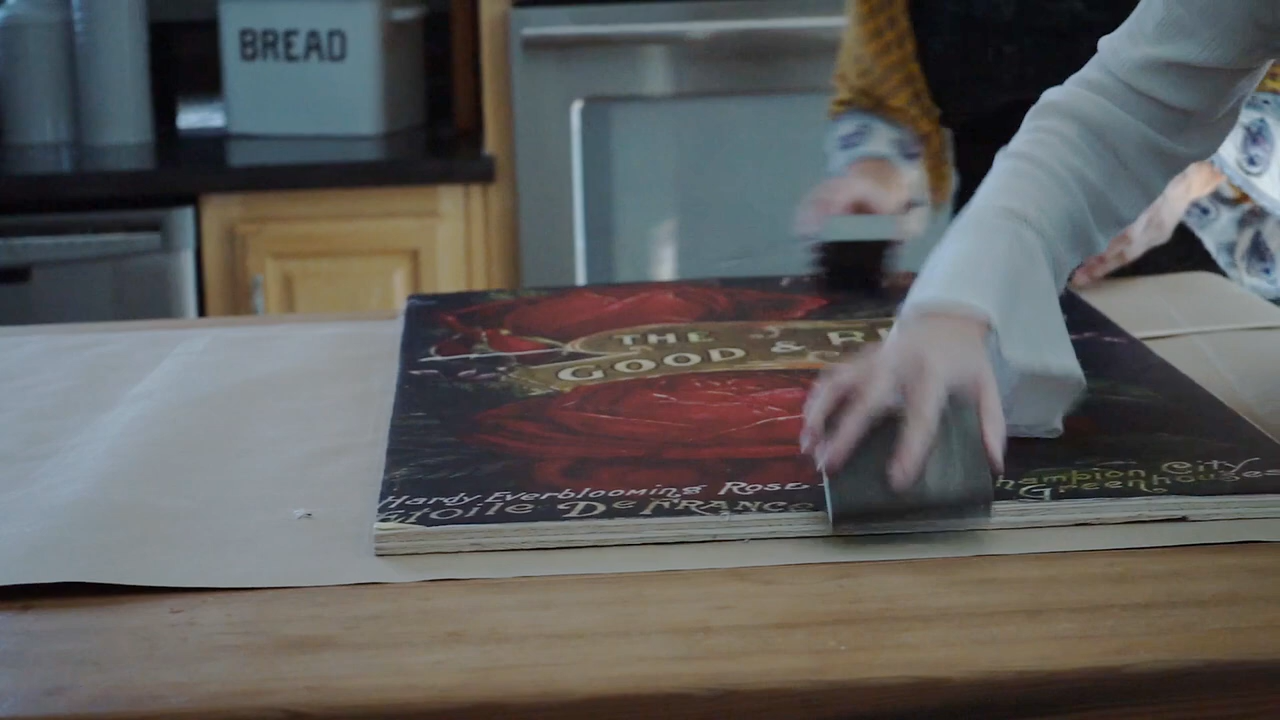 BREAD
THE
GOOD & R
Hardy Everblooming Rose
Etoile De France
hampion City
Greenhouses